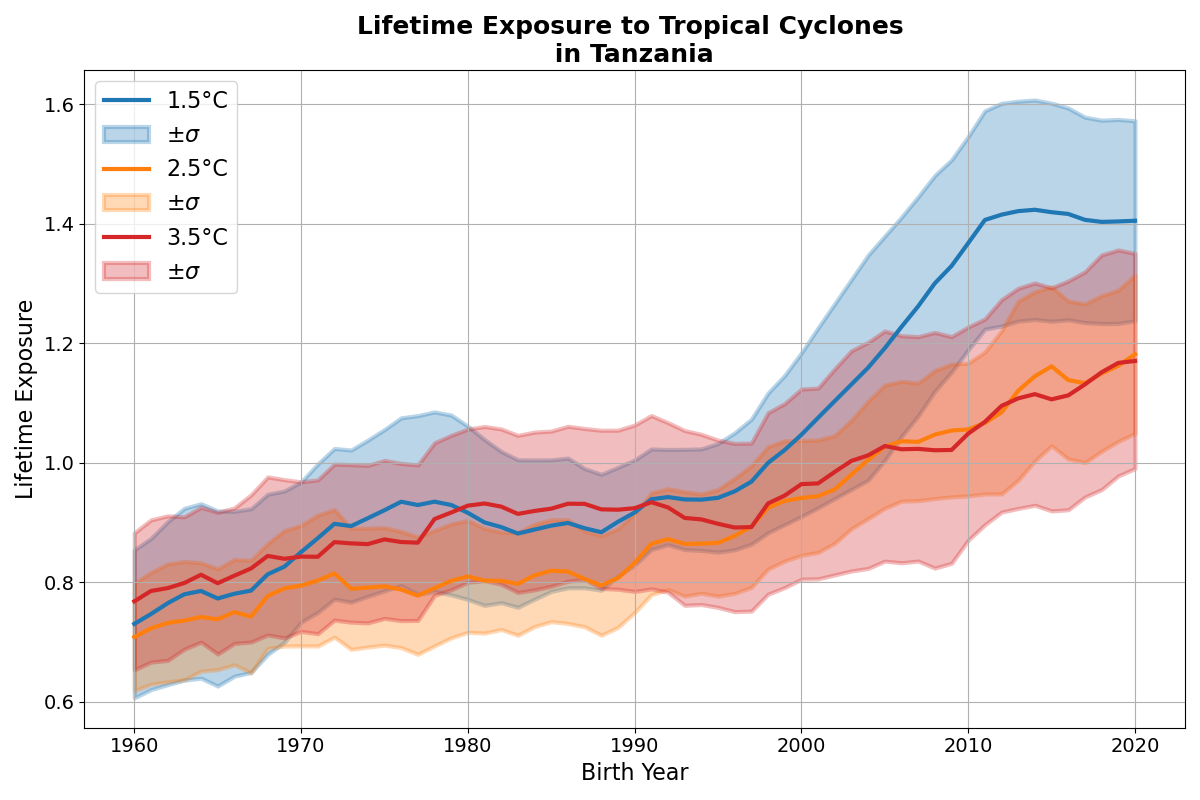 Lifetime Exposure to Tropical Cyclones
in Tanzania
Lifetime Exposure
1.6
1.4
1.2
1.0
0.8
0.6
1.5°C
±σ
2.5°C
±σ
3.5°C
±σ
1960 1970 1980 1990 2000 2010 2020
Birth Year